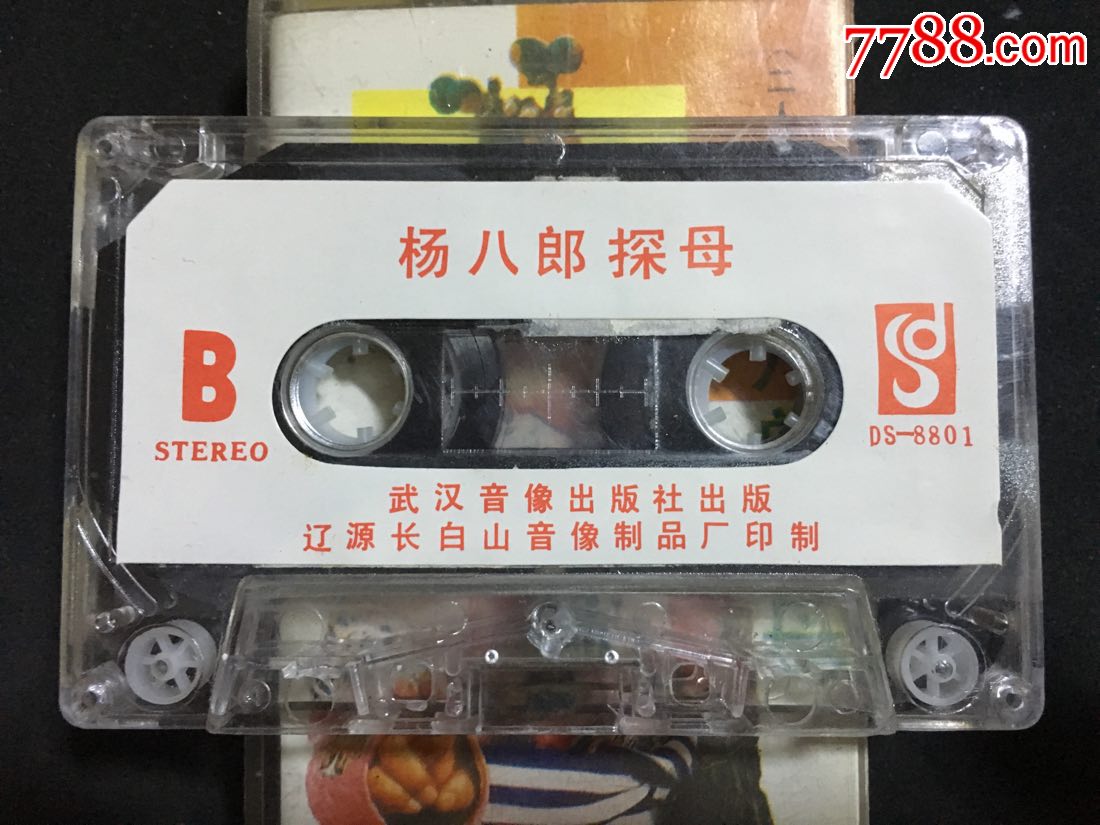 7788.com
杨八郎探母
B
STEREO
DS-8801
武汉音像出版社出版
辽源长白山音像制品厂印制